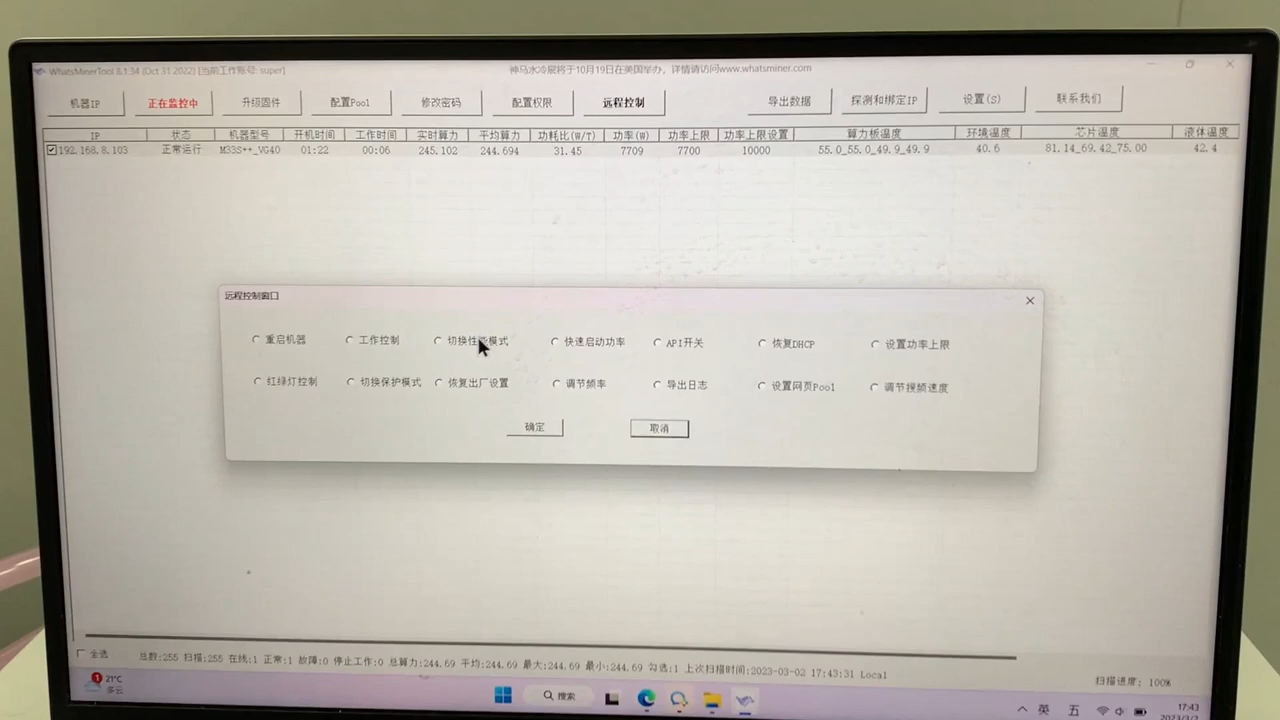 WhatsMinerTool 8.1.34 (Oct 31 2022) [当前工作账号: super] 神马水冷展将于10月19日在美国举办，详情请访问www.whatsminer.com
机器IP 正在监控中 升级固件 配置Pool 修改密码 配置权限 远程控制 导出数据 探测和绑定IP 设置(S) 联系我们
IP 状态 机器型号 开机时间 工作时间 实时算力 平均算力 功耗比(W/T) 功率(W) 功率上限 功率上限设置 算力板温度 环境温度 芯片温度 液体温度
192.168.8.103 正常运行 M33S++_VG40 01:22 00:06 245.102 244.694 31.45 7709 7700 10000 55.0_55.0_49.9_49.9 40.6 81.14_69.42_75.00 42.4
远程控制窗口
重启机器 工作控制 切换性能模式 快速启动功率 API开关 恢复DHCP 设置功率上限
红绿灯控制 切换保护模式 恢复出厂设置 调节频率 导出日志 设置网页Pool 调节搜频速度
确定 取消
全选 总数:255 扫描:255 在线:1 正常:1 故障:0 停止工作:0 总算力:244.69 平均:244.69 最大:244.69 最小:244.69 勾选:1 上次扫描时间:2023-03-02 17:43:31 Local 扫描进度: 100%
1 21°C
多云
搜索
英 五
17:43
2023/3/2